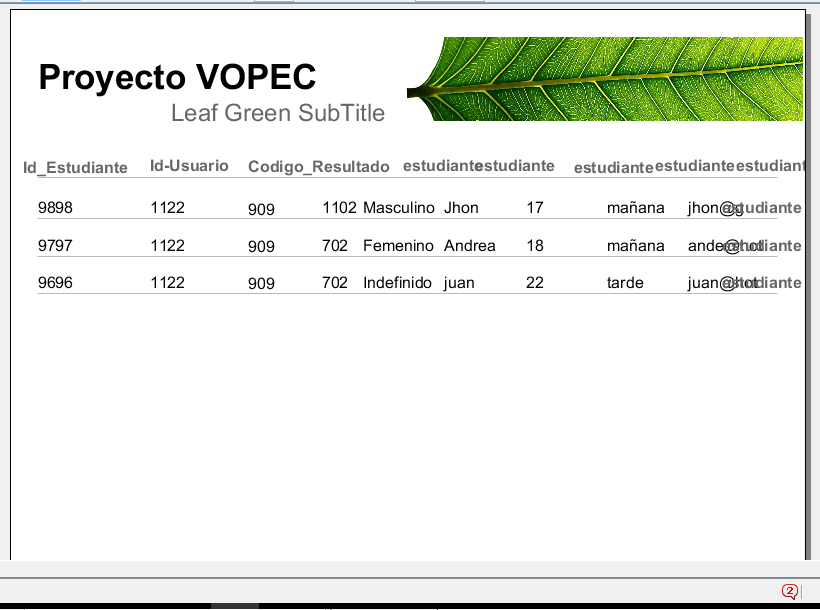 Proyecto VOPEC
Leaf Green SubTitle
Id_Estudiante Id-Usuario Codigo_Resultado estudiante estudiante estudiante estudiante estudiant
9898 1122 909 1102 Masculino Jhon 17 mañana jhon@g estudiante
9797 1122 909 702 Femenino Andrea 18 mañana ande@hot estudiante
9696 1122 909 702 Indefinido juan 22 tarde juan@hot estudiante
2